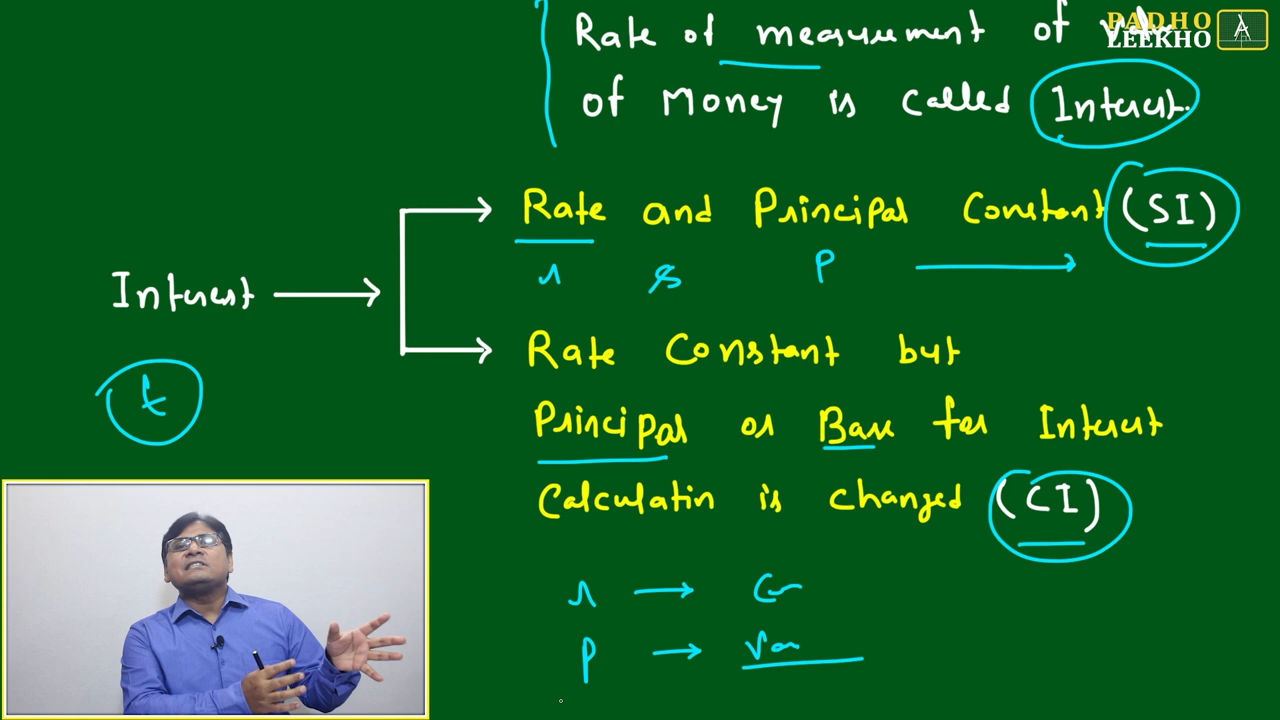 PADHO
LEEKHO
Rate of measurement of
of Money is called Interest.
Rate and Principal Constant (SI)
r & P
Interest
t
Rate Constant but
Principal or Base for Interest
Calculatin is changed (CI)
r
P